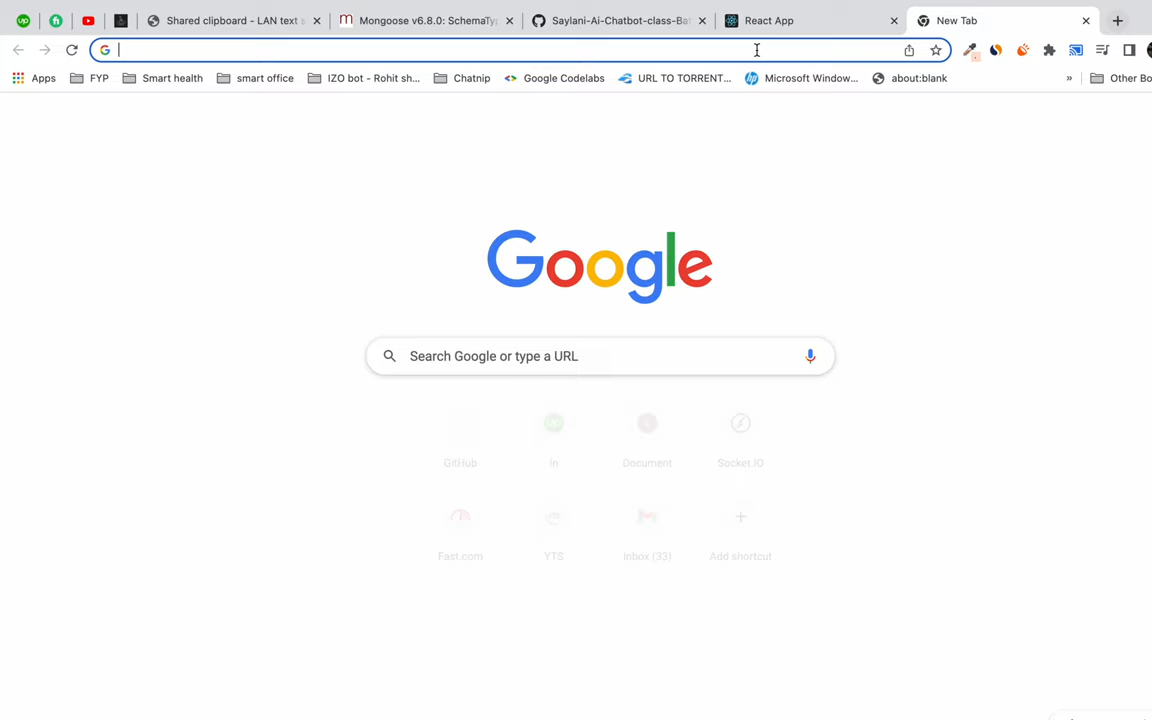 Shared clipboard - LAN text s
Mongoose v6.8.0: SchemaTy
Saylani-Ai-Chatbot-class-Bat
React App
New Tab
Apps
FYP
Smart health
smart office
IZO bot - Rohit sh...
Chatnip
Google Codelabs
URL TO TORRENT...
Microsoft Window...
about:blank
»
Other Bo
Google
Search Google or type a URL
GitHub
In
Document
Socket.IO
Fast.com
YTS
Inbox (33)
Add shortcut